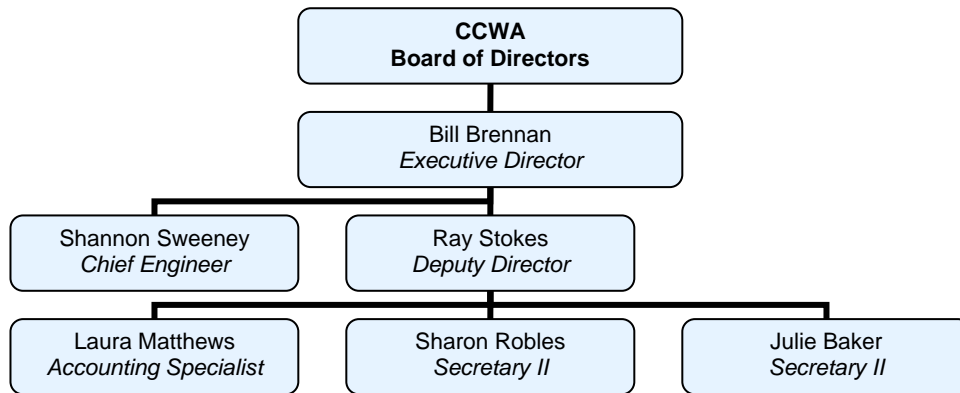 CCWA
Board of Directors
Bill Brennan
Executive Director
Shannon Sweeney
Chief Engineer
Ray Stokes
Deputy Director
Laura Matthews
Accounting Specialist
Sharon Robles
Secretary II
Julie Baker
Secretary II